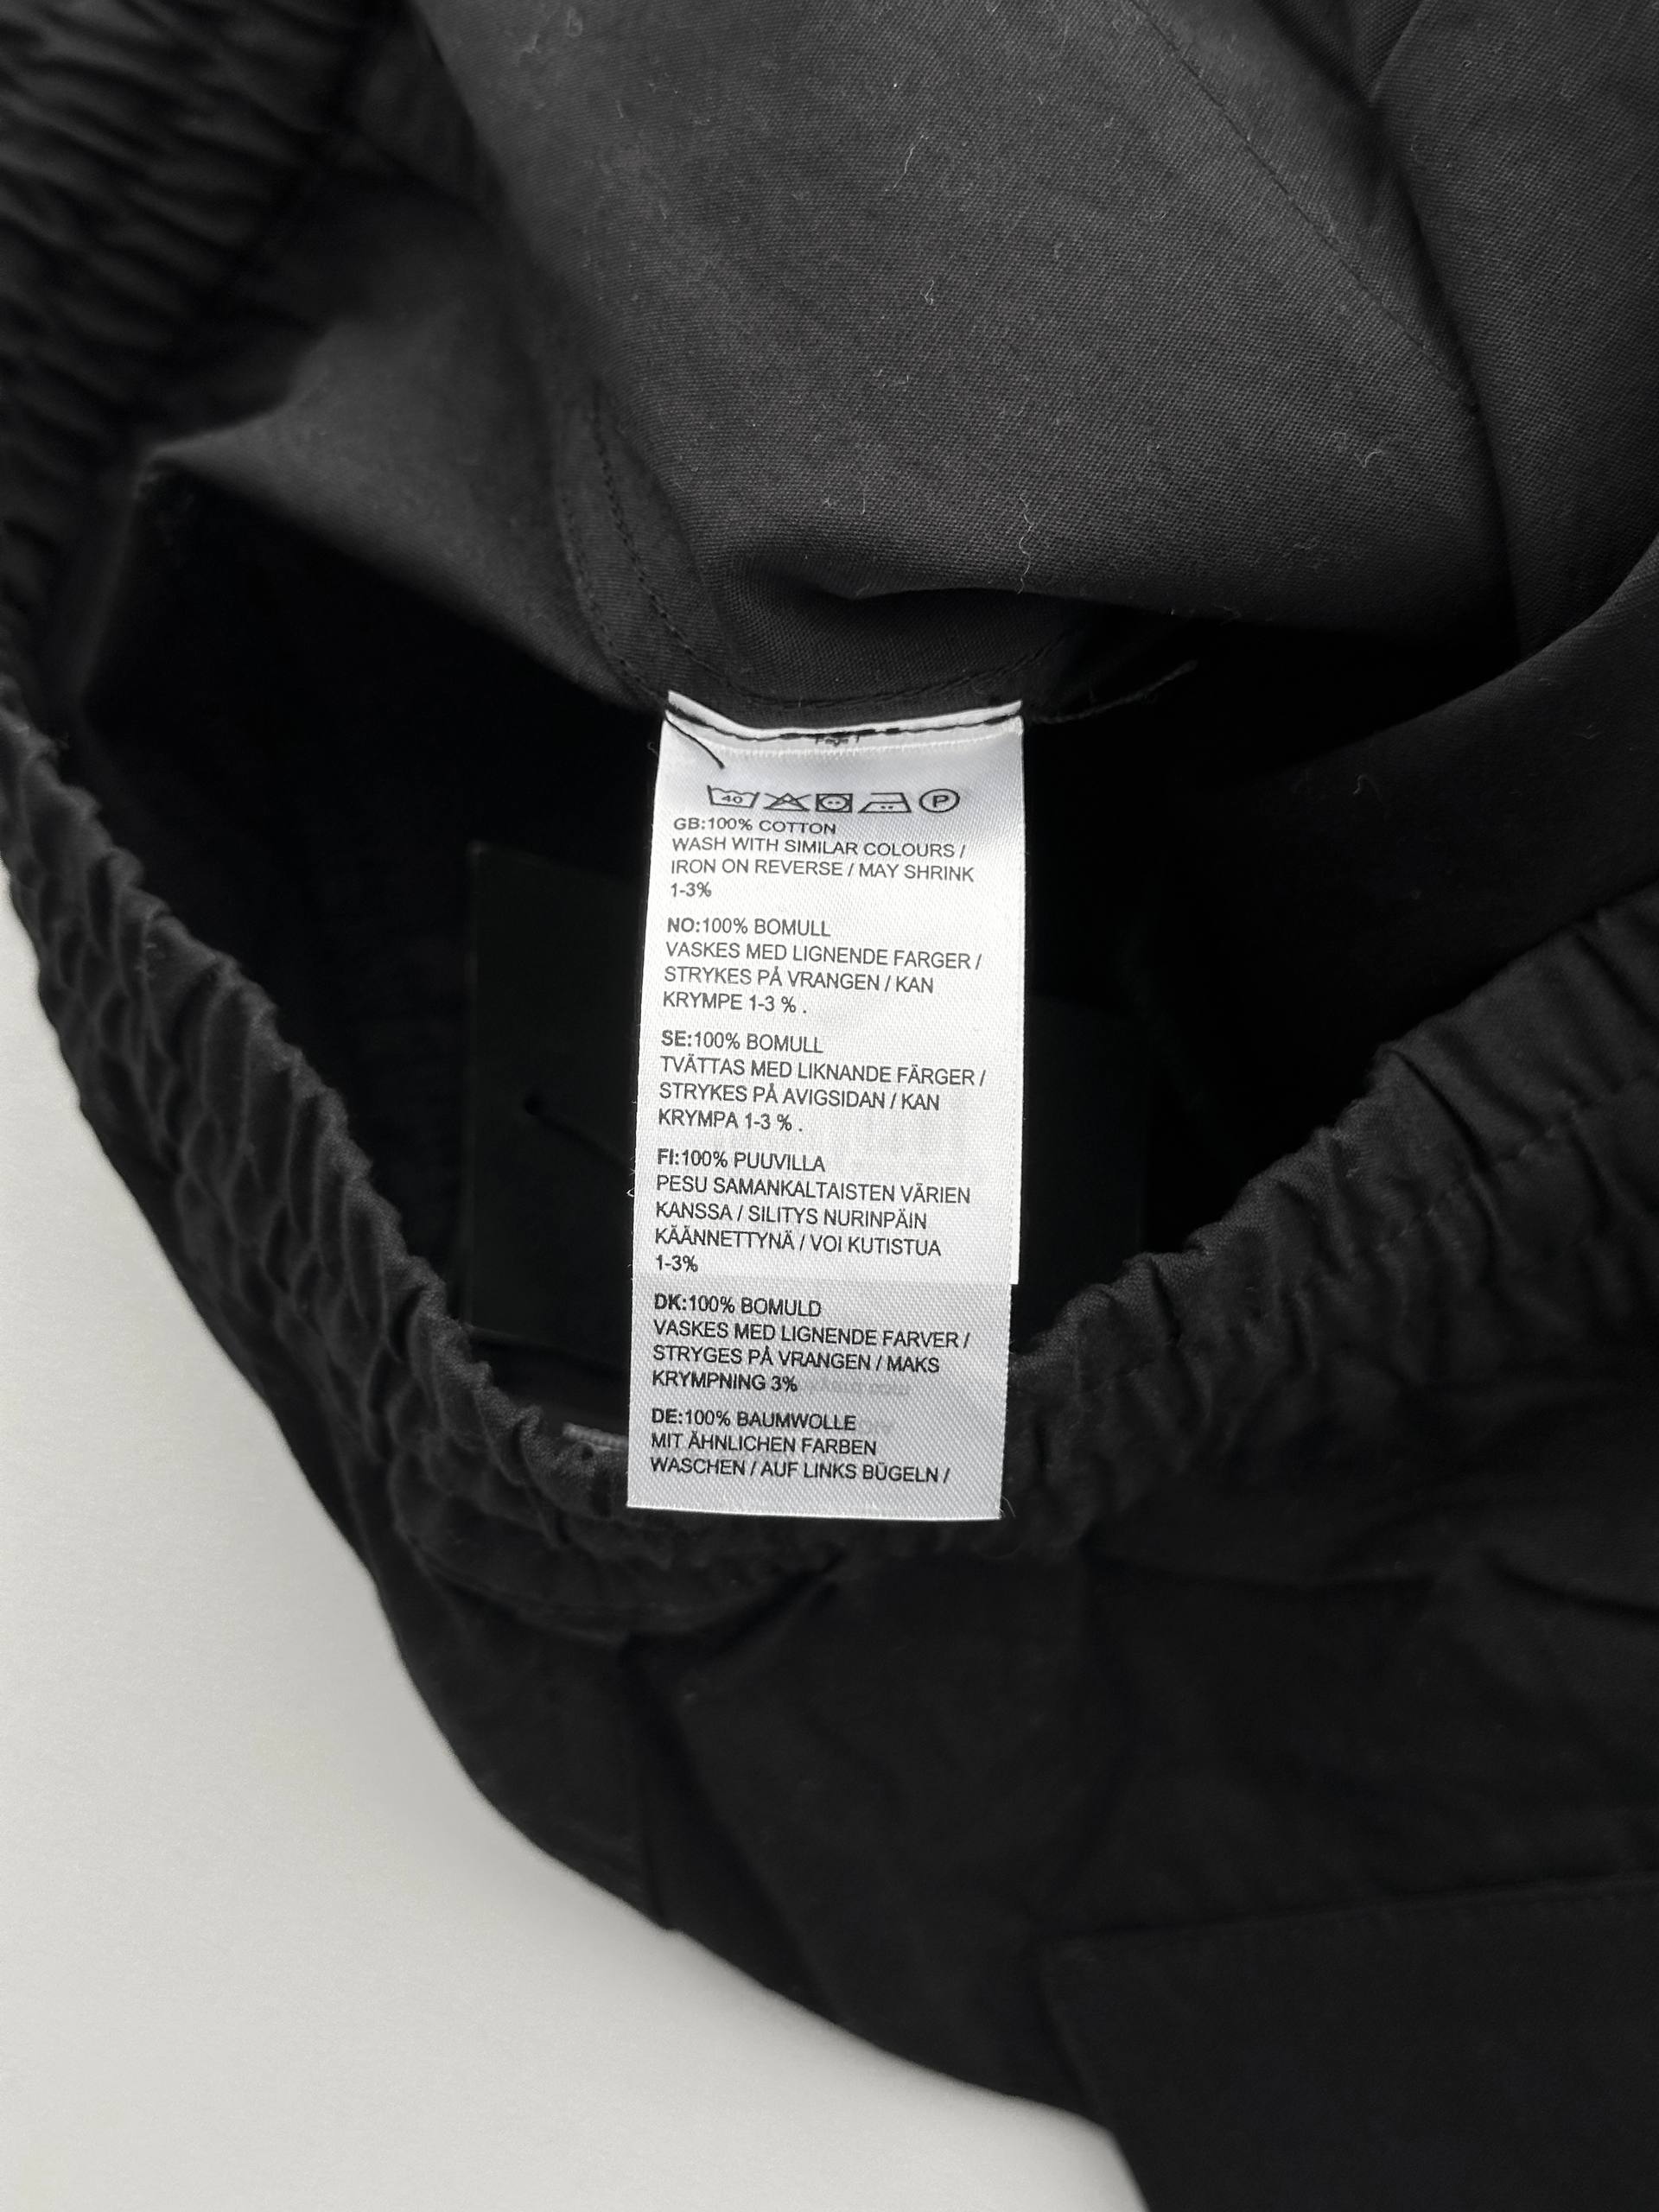 40 P
GB:100% COTTON
WASH WITH SIMILAR COLOURS /
IRON ON REVERSE / MAY SHRINK
1-3%
NO:100% BOMULL
VASKES MED LIGNENDE FARGER /
STRYKES PÅ VRANGEN / KAN
KRYMPE 1-3 % .
SE:100% BOMULL
TVÄTTAS MED LIKNANDE FÄRGER /
STRYKES PÅ AVIGSIDAN / KAN
KRYMPA 1-3 % .
FI:100% PUUVILLA
PESU SAMANKALTAISTEN VÄRIEN
KANSSA / SILITYS NURINPÄIN
KÄÄNNETTYNÄ / VOI KUTISTUA
1-3%
DK:100% BOMULD
VASKES MED LIGNENDE FARVER /
STRYGES PÅ VRANGEN / MAKS
KRYMPNING 3%
DE:100% BAUMWOLLE
MIT ÄHNLICHEN FARBEN
WASCHEN / AUF LINKS BÜGELN /